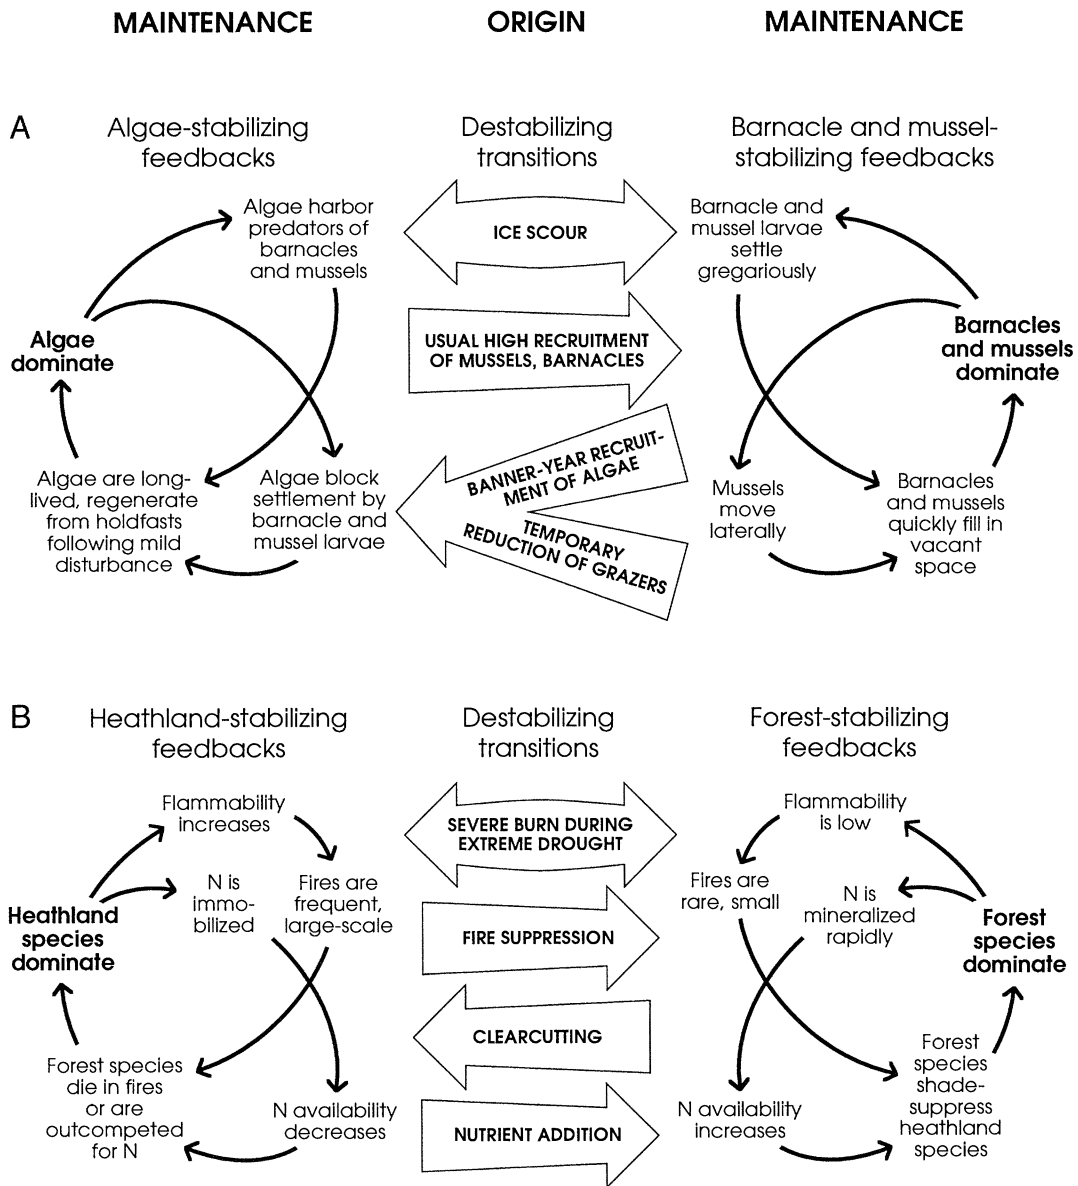 MAINTENANCE
ORIGIN
MAINTENANCE
A
Algae-stabilizing
feedbacks
Destabilizing
transitions
Barnacle and mussel-
stabilizing feedbacks
Algae harbor
predators of
barnacles
and mussels
Algae
dominate
Algae are long-
lived, regenerate
from holdfasts
following mild
disturbance
Algae block
settlement by
barnacle and
mussel larvae
ICE SCOUR
USUAL HIGH RECRUITMENT
OF MUSSELS, BARNACLES
BANNER-YEAR RECRUIT-
MENT OF ALGAE
TEMPORARY
REDUCTION OF GRAZERS
Barnacle and
mussel larvae
settle
gregariously
Barnacles
and mussels
dominate
Mussels
move
laterally
Barnacles
and mussels
quickly fill in
vacant
space
B
Heathland-stabilizing
feedbacks
Destabilizing
transitions
Forest-stabilizing
feedbacks
Flammability
increases
N is
immo-
bilized
Fires are
frequent,
large-scale
Heathland
species
dominate
Forest species
die in fires
or are
outcompeted
for N
N availability
decreases
SEVERE BURN DURING
EXTREME DROUGHT
FIRE SUPPRESSION
CLEARCUTTING
NUTRIENT ADDITION
Flammability
is low
Fires are
rare, small
N is
mineralized
rapidly
Forest
species
dominate
N availability
increases
Forest
species
shade-
suppress
heathland
species